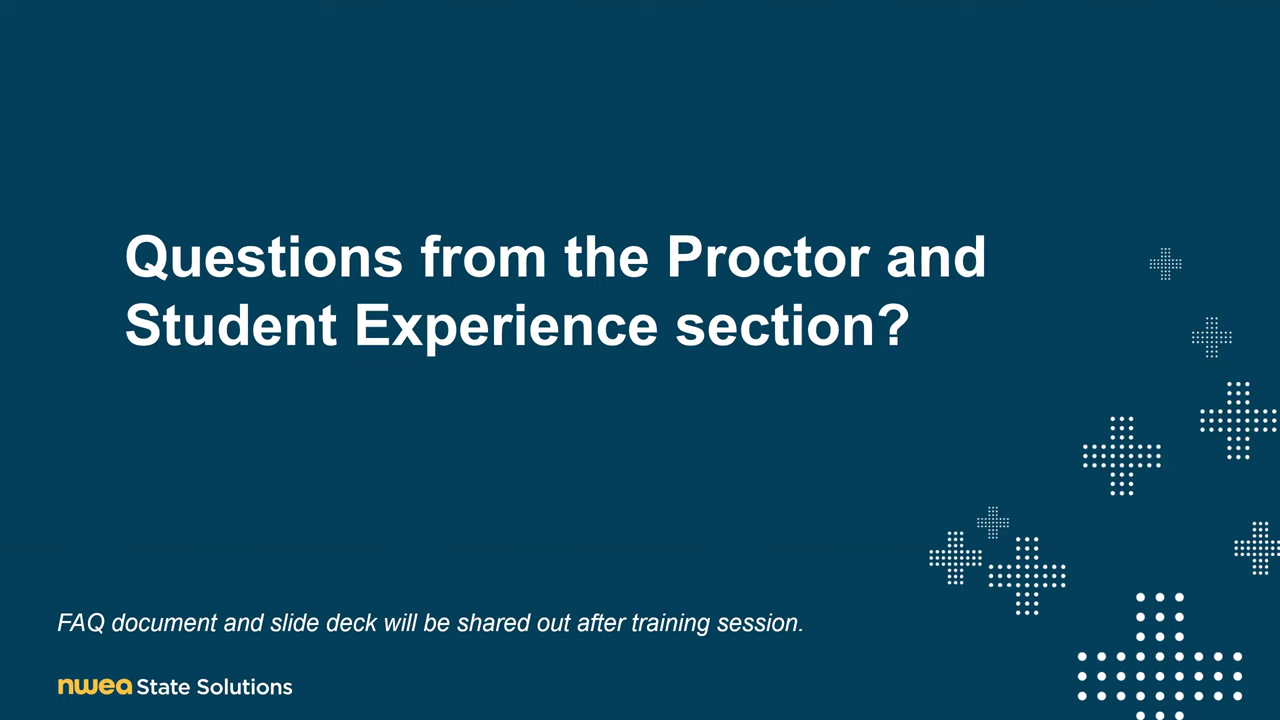 Questions from the Proctor and
Student Experience section?
FAQ document and slide deck will be shared out after training session.
nwea State Solutions